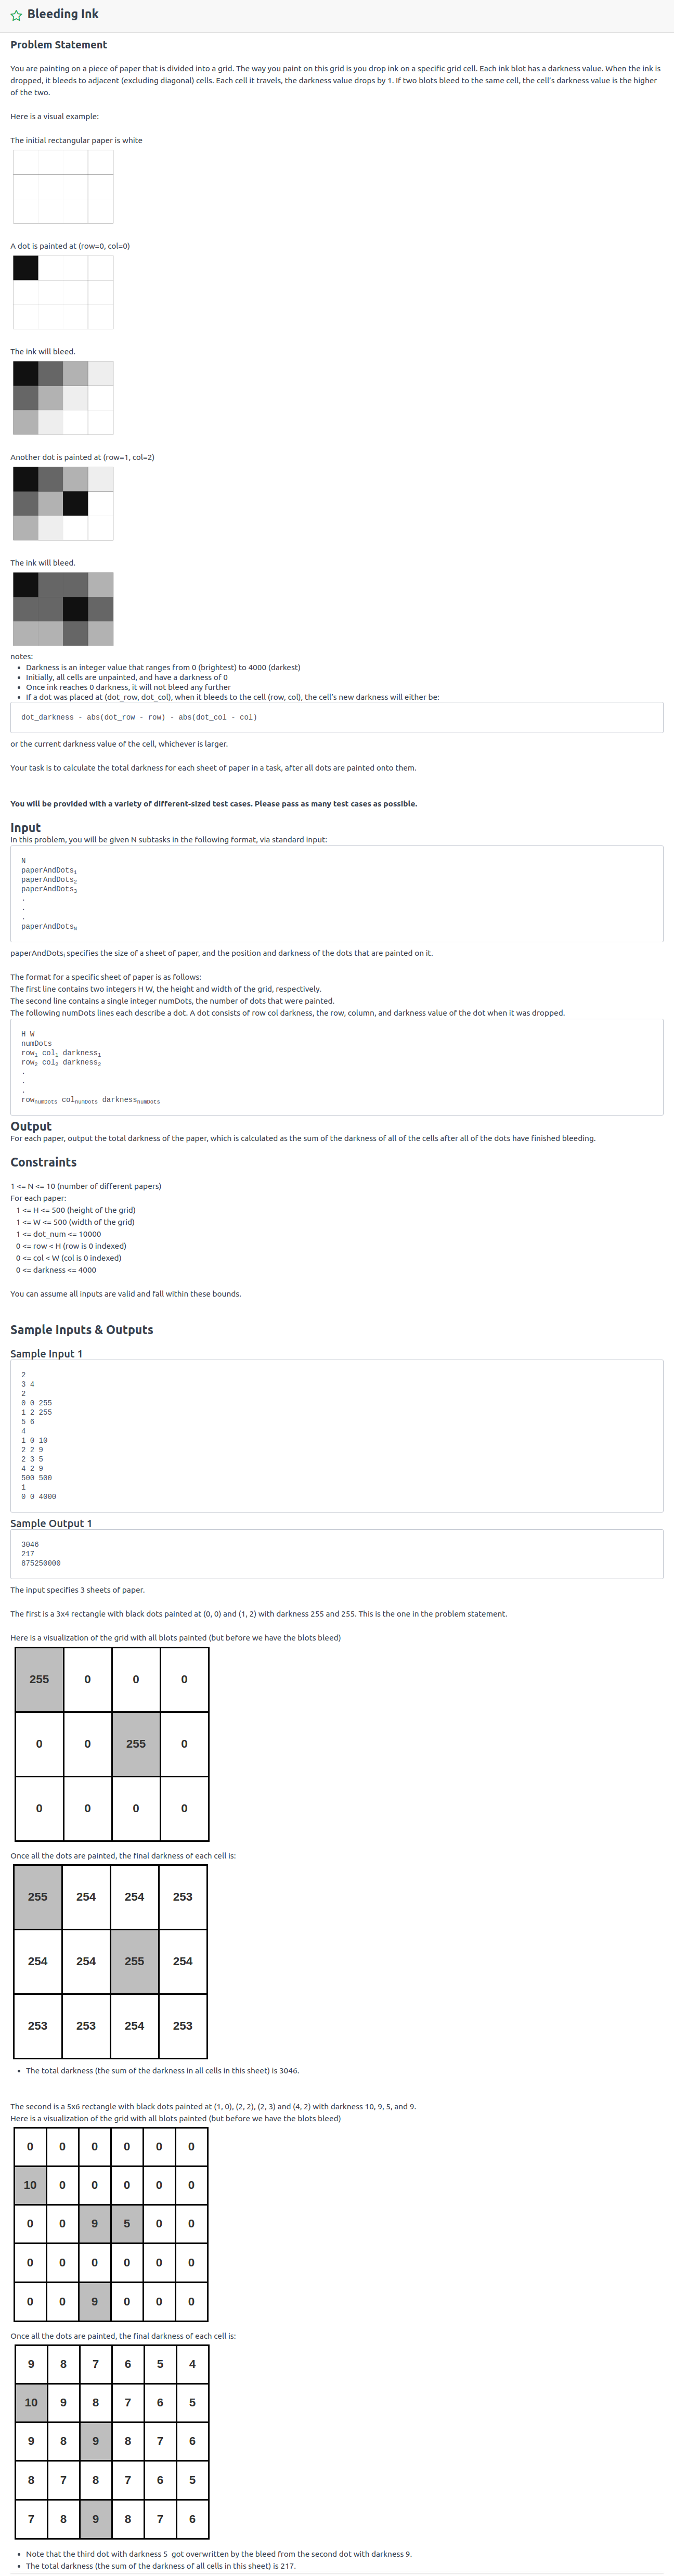 Bleeding Ink
Problem Statement
You are painting on a piece of paper that is divided into a grid. The way you paint on this grid is you drop ink on a specific grid cell. Each ink blot has a darkness value. When the ink is
dropped, it bleeds to adjacent (excluding diagonal) cells. Each cell it travels, the darkness value drops by 1. If two blots bleed to the same cell, the cell's darkness value is the higher
of the two.
Here is a visual example:
The initial rectangular paper is white
A dot is painted at (row=0, col=0)
The ink will bleed.
Another dot is painted at (row=1, col=2)
The ink will bleed.
notes:
• Darkness is an integer value that ranges from 0 (brightest) to 4000 (darkest)
• Initially, all cells are unpainted, and have a darkness of 0
• Once ink reaches 0 darkness, it will not bleed any further
• If a dot was placed at (dot_row, dot_col), when it bleeds to the cell (row, col), the cell's new darkness will either be:
dot_darkness - abs(dot_row - row) - abs(dot_col - col)
or the current darkness value of the cell, whichever is larger.
Your task is to calculate the total darkness for each sheet of paper in a task, after all dots are painted onto them.
You will be provided with a variety of different-sized test cases. Please pass as many test cases as possible.
Input
In this problem, you will be given N subtasks in the following format, via standard input:
N
paperAndDots1
paperAndDots2
paperAndDots3
.
.
.
paperAndDotsN
paperAndDotsi specifies the size of a sheet of paper, and the position and darkness of the dots that are painted on it.
The format for a specific sheet of paper is as follows:
The first line contains two integers H W, the height and width of the grid, respectively.
The second line contains a single integer numDots, the number of dots that were painted.
The following numDots lines each describe a dot. A dot consists of row col darkness, the row, column, and darkness value of the dot when it was dropped.
H W
numDots
row1 col1 darkness1
row2 col2 darkness2
.
.
.
rownumDots colnumDots darknessnumDots
Output
For each paper, output the total darkness of the paper, which is calculated as the sum of the darkness of all of the cells after all of the dots have finished bleeding.
Constraints
1 <= N <= 10 (number of different papers)
For each paper:
1 <= H <= 500 (height of the grid)
1 <= W <= 500 (width of the grid)
1 <= dot_num <= 10000
0 <= row < H (row is 0 indexed)
0 <= col < W (col is 0 indexed)
0 <= darkness <= 4000
You can assume all inputs are valid and fall within these bounds.
Sample Inputs & Outputs
Sample Input 1
2
3 4
2
0 0 255
1 2 255
5 6
4
1 0 10
2 2 9
2 3 5
4 2 9
500 500
1
0 0 4000
Sample Output 1
3046
217
875250000
The input specifies 3 sheets of paper.
The first is a 3x4 rectangle with black dots painted at (0, 0) and (1, 2) with darkness 255 and 255. This is the one in the problem statement.
Here is a visualization of the grid with all blots painted (but before we have the blots bleed)
255 0 0 0
0 0 255 0
0 0 0 0
Once all the dots are painted, the final darkness of each cell is:
255 254 254 253
254 254 255 254
253 253 254 253
• The total darkness (the sum of the darkness in all cells in this sheet) is 3046.
The second is a 5x6 rectangle with black dots painted at (1, 0), (2, 2), (2, 3) and (4, 2) with darkness 10, 9, 5, and 9.
Here is a visualization of the grid with all blots painted (but before we have the blots bleed)
0 0 0 0 0 0
10 0 0 0 0 0
0 0 9 5 0 0
0 0 0 0 0 0
0 0 9 0 0 0
Once all the dots are painted, the final darkness of each cell is:
9 8 7 6 5 4
10 9 8 7 6 5
9 8 9 8 7 6
8 7 8 7 6 5
7 8 9 8 7 6
• Note that the third dot with darkness 5 got overwritten by the bleed from the second dot with darkness 9.
• The total darkness (the sum of the darkness of all cells in this sheet) is 217.